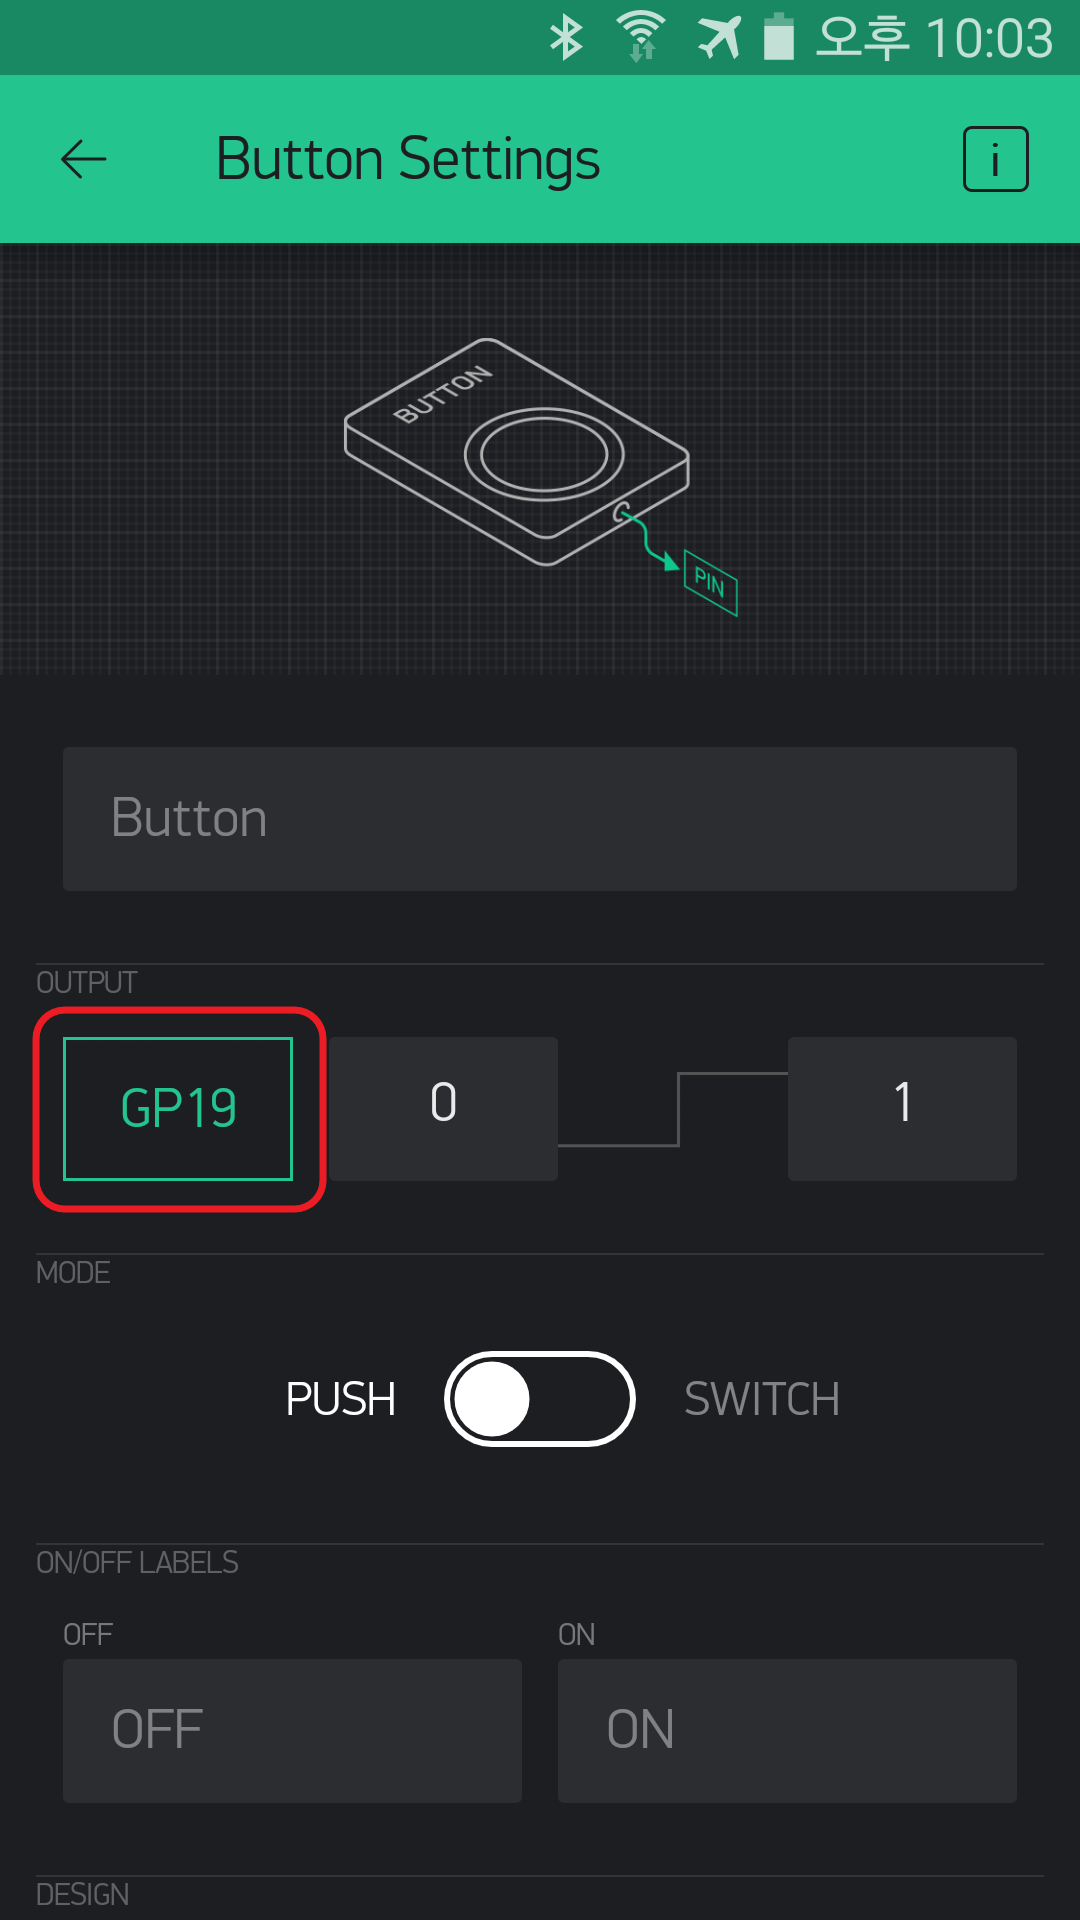 오후 10:03
Button Settings
i
BUTTON
PIN
Button
OUTPUT
GP19 0 1
MODE
PUSH SWITCH
ON/OFF LABELS
OFF ON
OFF ON
DESIGN